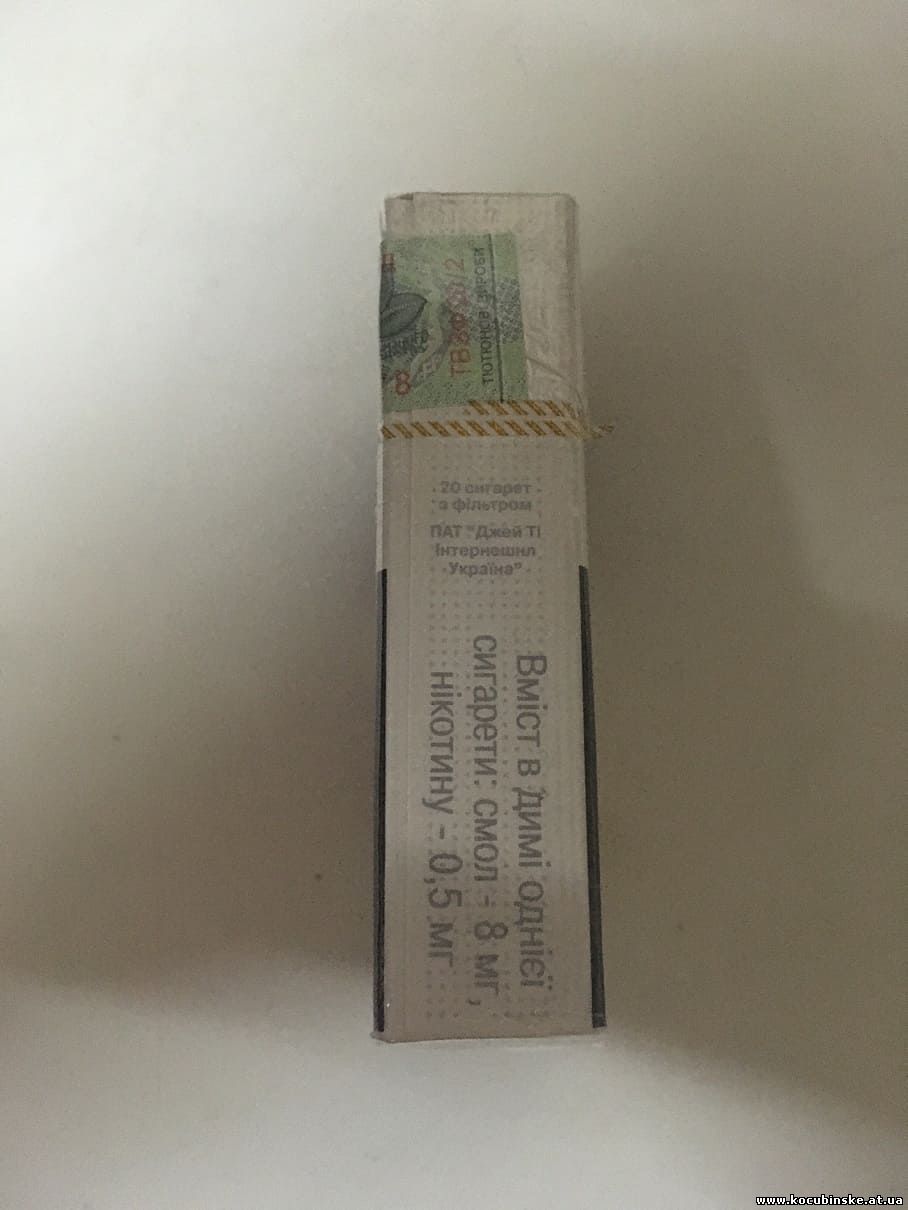 8
ТЮТЮНОВІ ВИРОБИ
20 сигарет
з фільтром
ПАТ "Джей ТІ
Інтернешнл
Україна"
Вміст в димі однієї
сигарети: смол - 8 мг,
нікотину - 0,5 мг
www.kocubinske.at.ua